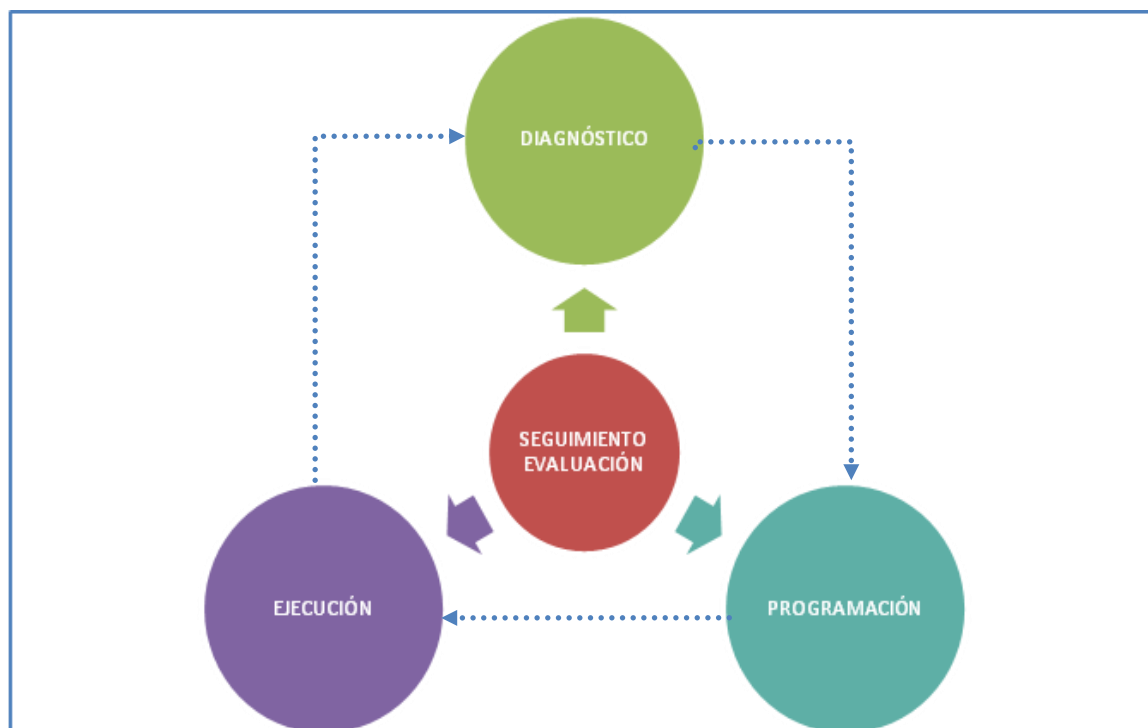 DIAGNÓSTICO
SEGUIMIENTO
EVALUACIÓN
EJECUCIÓN
PROGRAMACIÓN